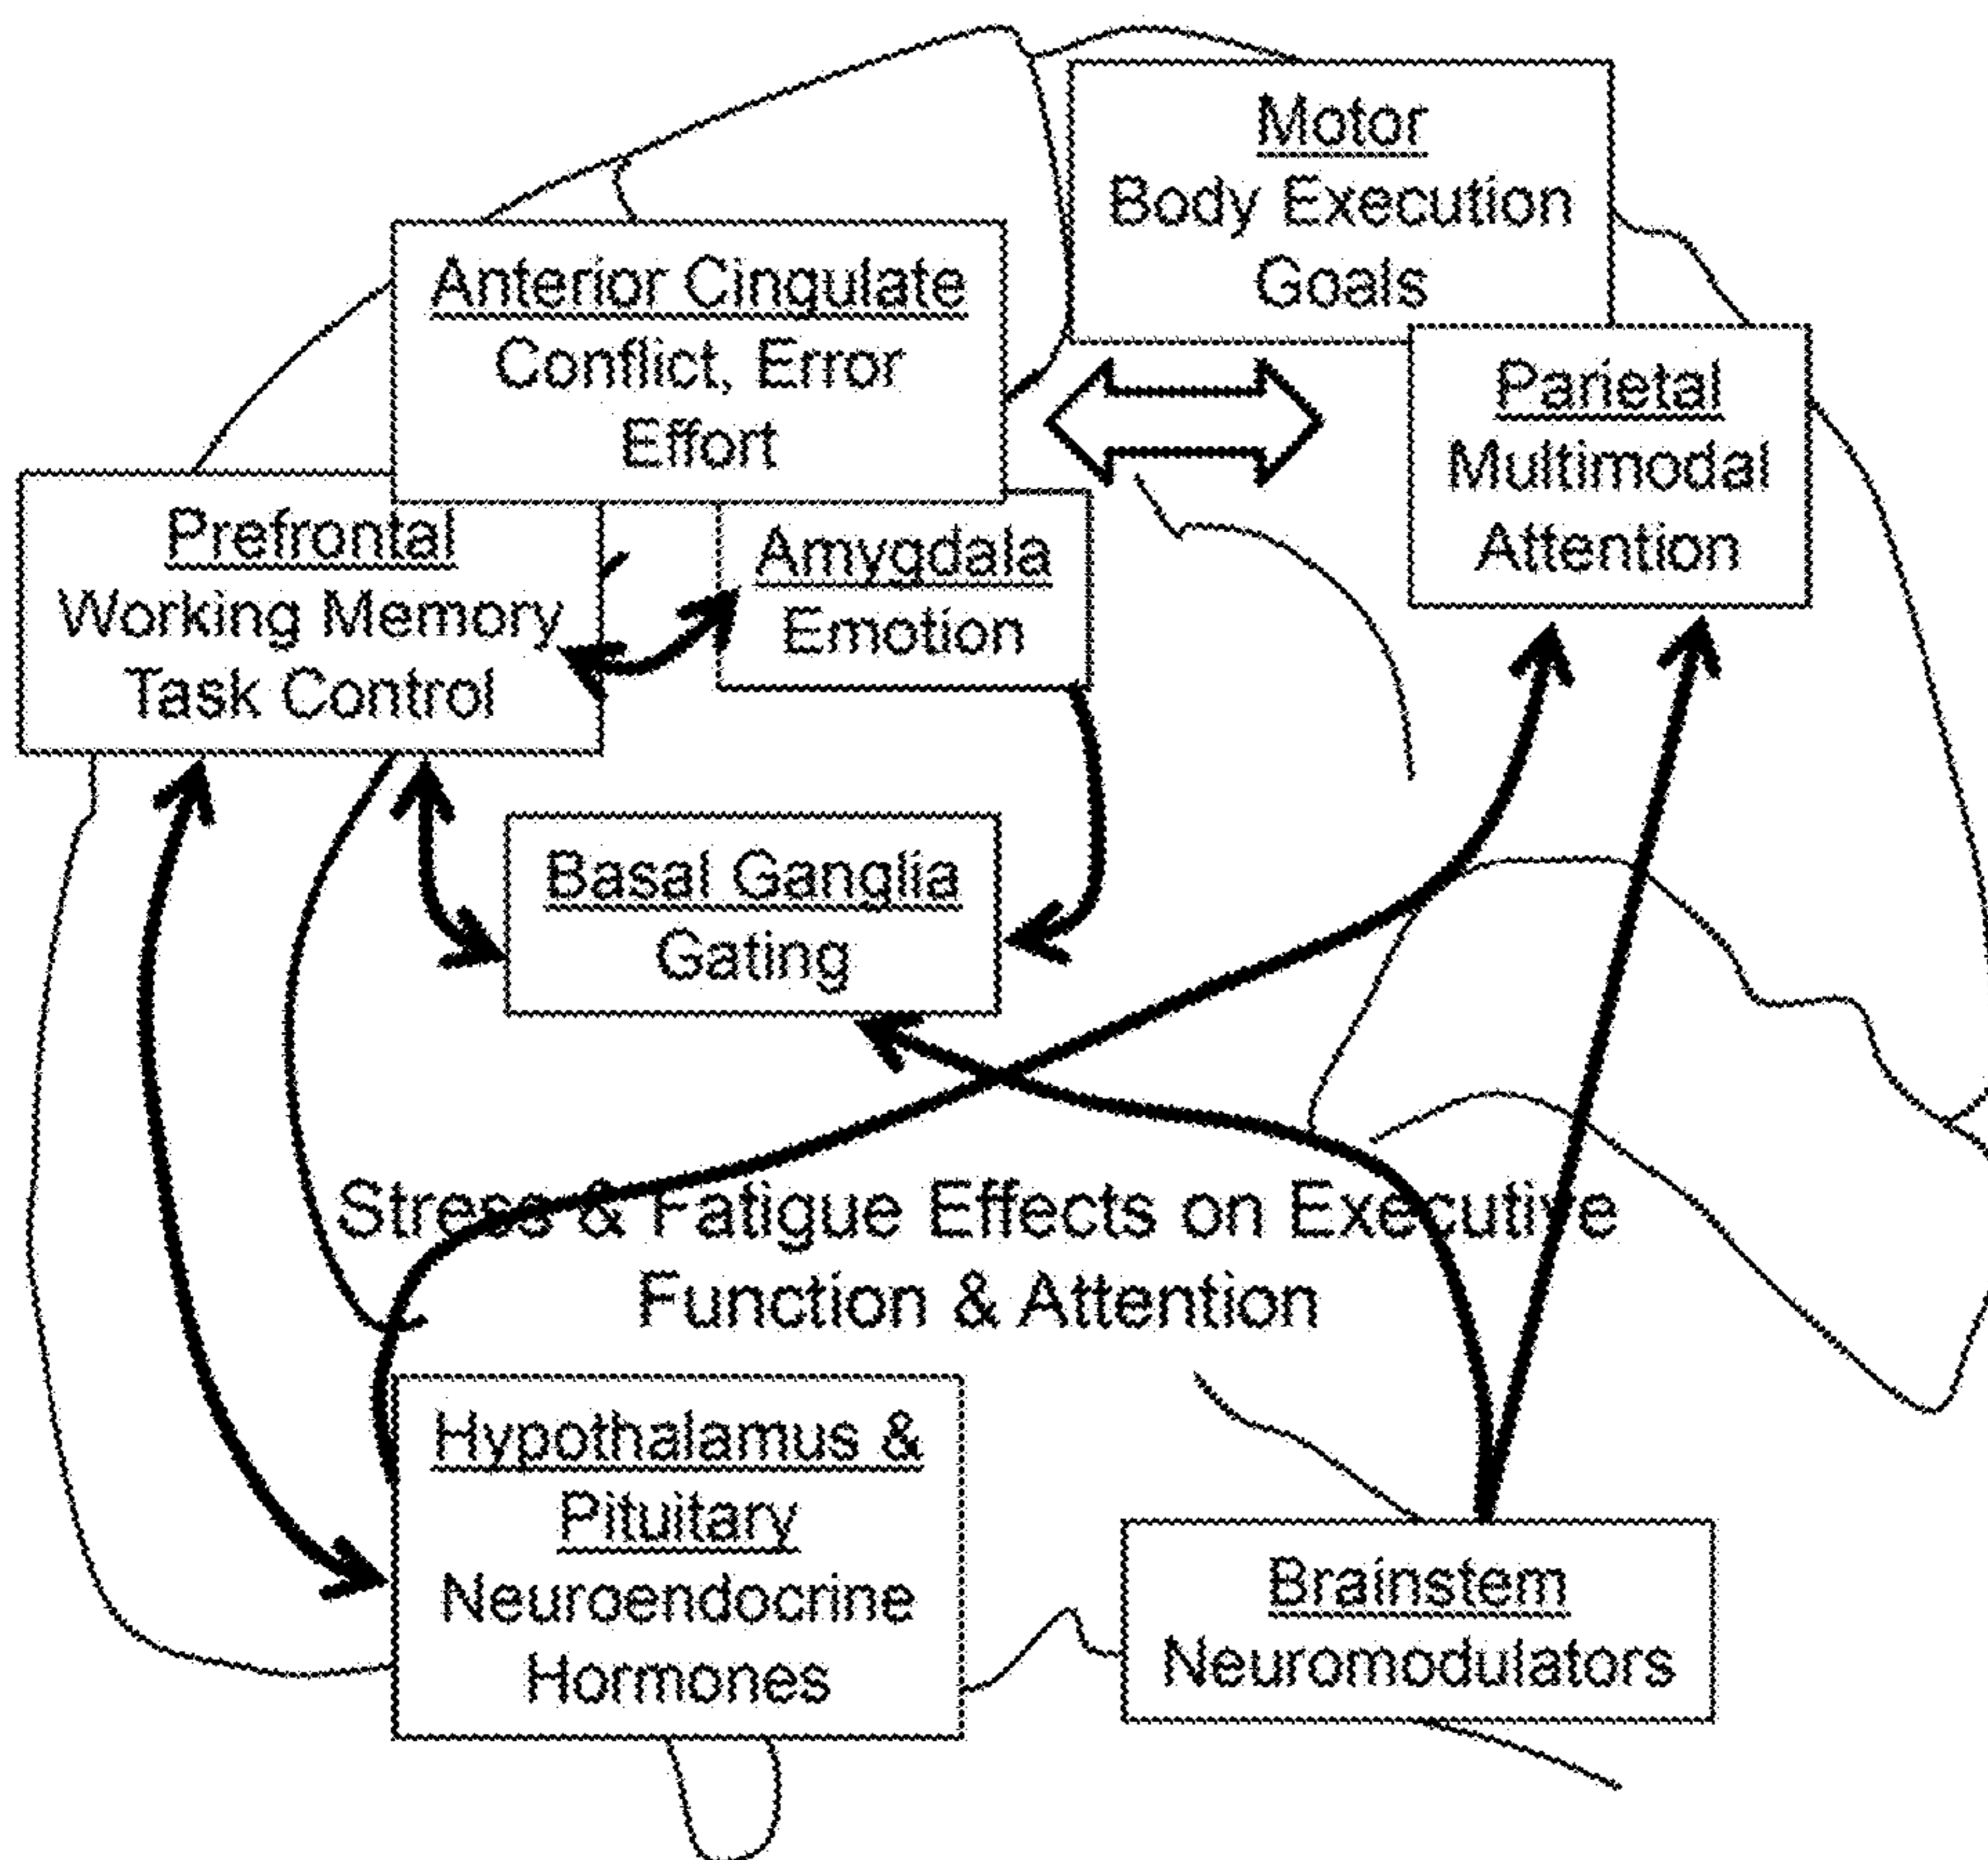 Motor
Body Execution
Goals
Anterior Cingulate
Conflict, Error
Effort
Parietal
Multimodal
Attention
Prefrontal
Working Memory
Task Control
Amygdala
Emotion
Basal Ganglia
Gating
Stress & Fatigue Effects on Executive
Function & Attention
Hypothalamus &
Pituitary
Neuroendocrine
Hormones
Brainstem
Neuromodulators